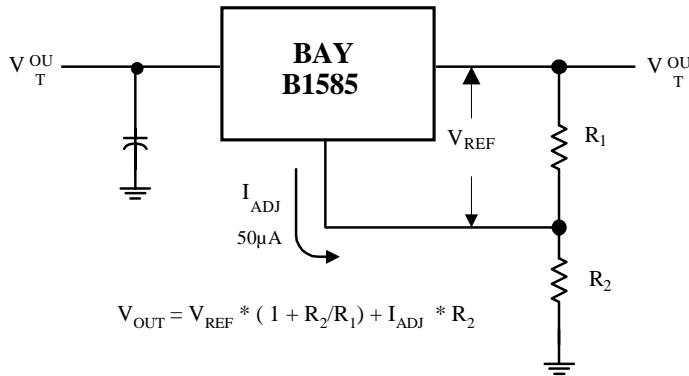 BAY
B1585
V OUT
V OUT
V REF
R1
I ADJ
50µA
R2
VOUT = VREF * ( 1 + R2/R1) + IADJ * R2